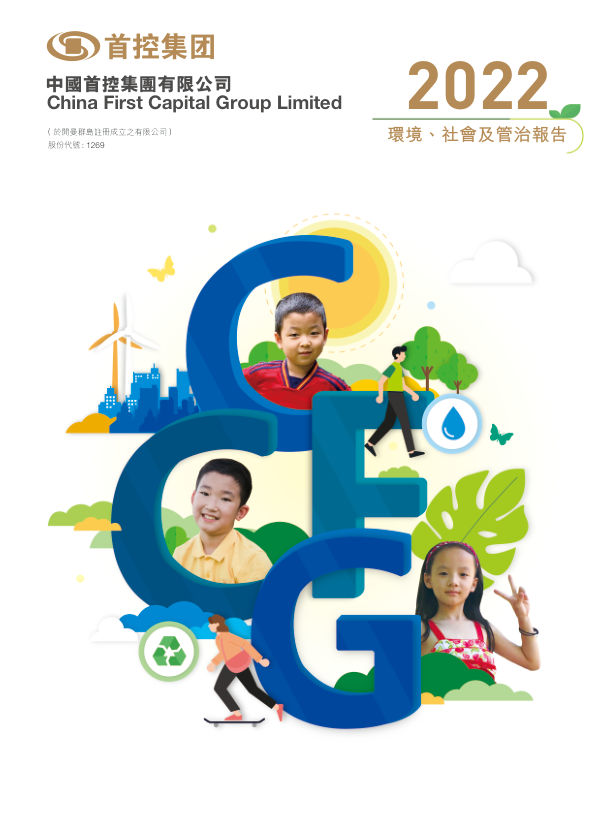 首控集团
中國首控集團有限公司
China First Capital Group Limited
（於開曼群島註冊成立之有限公司）
股份代號：1269
2022
環境、社會及管治報告
C
C F
G